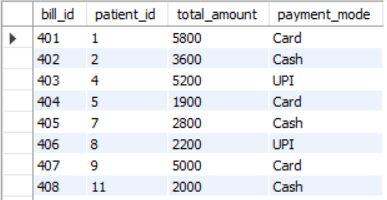 bill_id patient_id total_amount payment_mode
401 1 5800 Card
402 2 3600 Cash
403 4 5200 UPI
404 5 1900 Card
405 7 2800 Cash
406 8 2200 UPI
407 9 5000 Card
408 11 2000 Cash